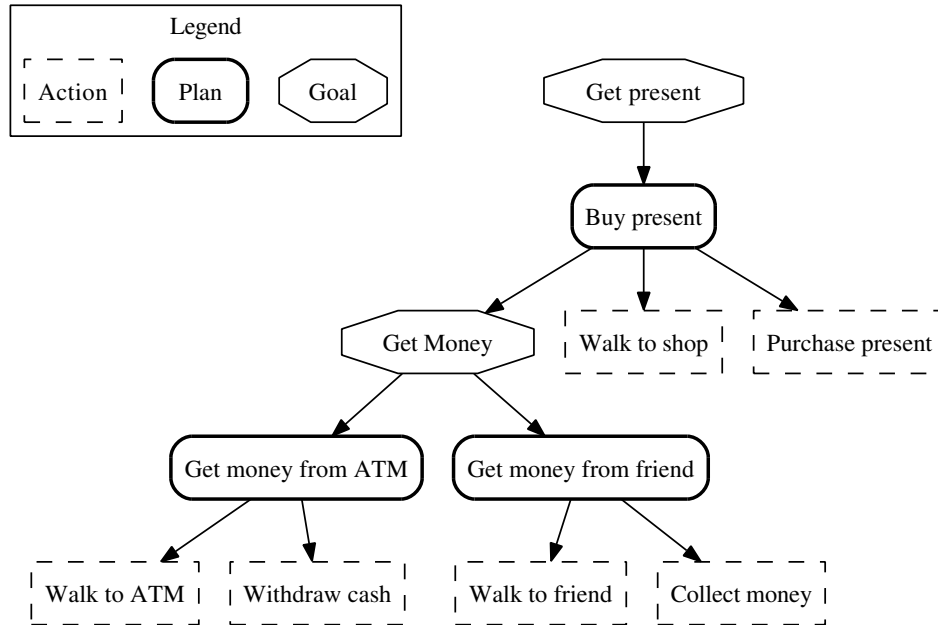 Legend
Action
Plan
Goal
Get present
Buy present
Get Money
Walk to shop
Purchase present
Get money from ATM
Get money from friend
Walk to ATM
Withdraw cash
Walk to friend
Collect money